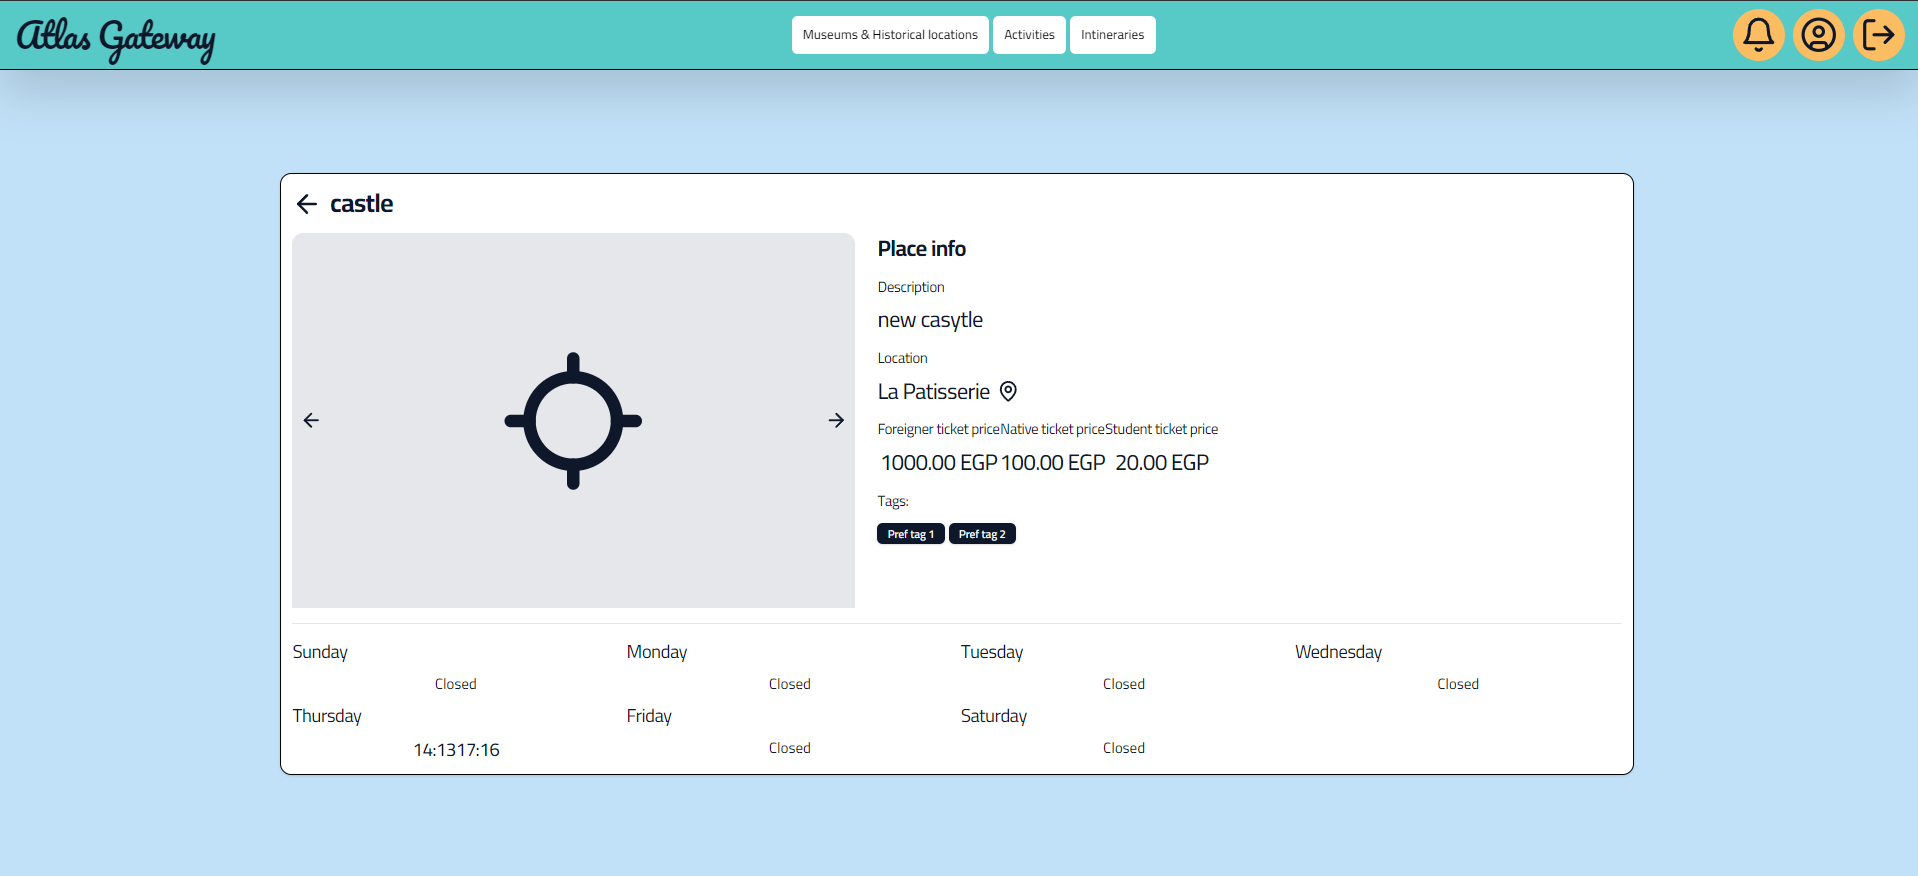 Atlas Gateway
Museums & Historical locations Activities Intineraries
castle
Place info
Description
new casytle
Location
La Patisserie
Foreigner ticket priceNative ticket priceStudent ticket price
1000.00 EGP 100.00 EGP 20.00 EGP
Tags:
Pref tag 1 Pref tag 2
Sunday Monday Tuesday Wednesday
Closed Closed Closed Closed
Thursday Friday Saturday
14:1317:16 Closed Closed